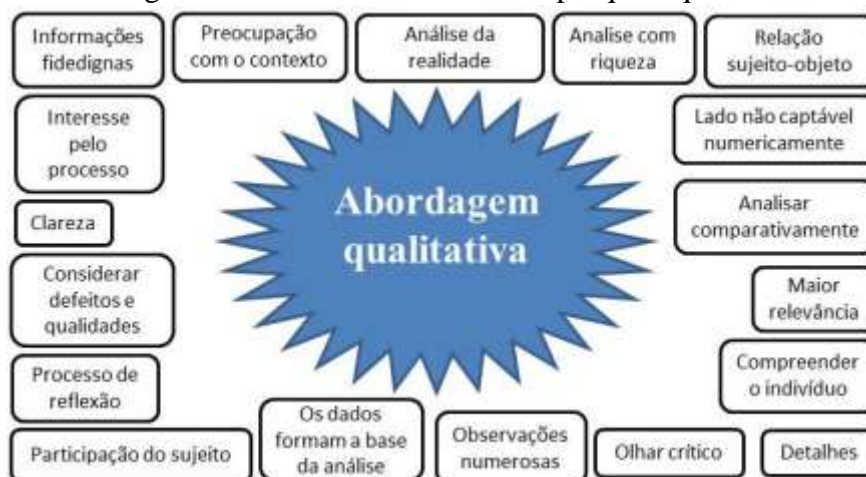 Informações
fidedignas
Preocupação
com o contexto
Análise da
realidade
Analise com
riqueza
Relação
sujeito-objeto
Interesse
pelo
processo
Lado não captável
numericamente
Abordagem
qualitativa
Clareza
Analisar
comparativamente
Considerar
defeitos e
qualidades
Maior
relevância
Processo de
reflexão
Compreender
o indivíduo
Participação do sujeito
Os dados
formam a base
da análise
Observações
numerosas
Olhar crítico
Detalhes